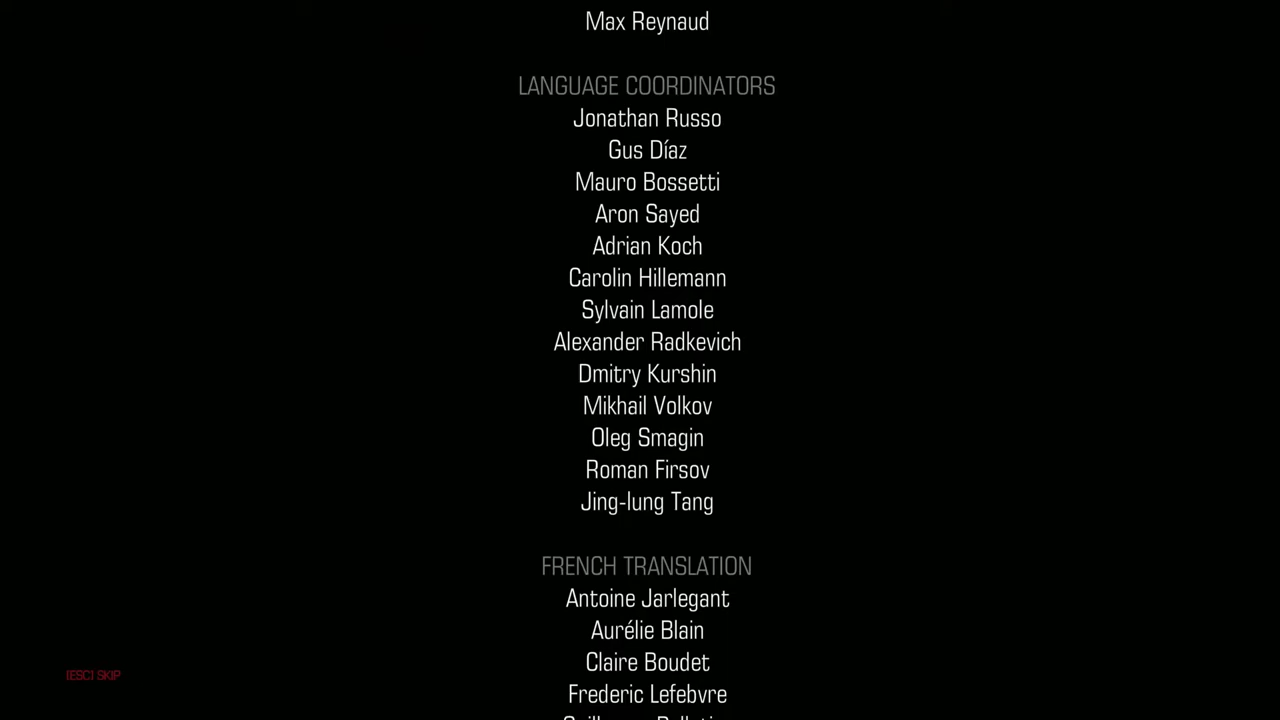 Max Reynaud
LANGUAGE COORDINATORS
Jonathan Russo
Gus Díaz
Mauro Bossetti
Aron Sayed
Adrian Koch
Carolin Hillemann
Sylvain Lamole
Alexander Radkevich
Dmitry Kurshin
Mikhail Volkov
Oleg Smagin
Roman Firsov
Jing-lung Tang
FRENCH TRANSLATION
Antoine Jarlegant
Aurélie Blain
Claire Boudet
[ESC] SKIP
Frederic Lefebvre